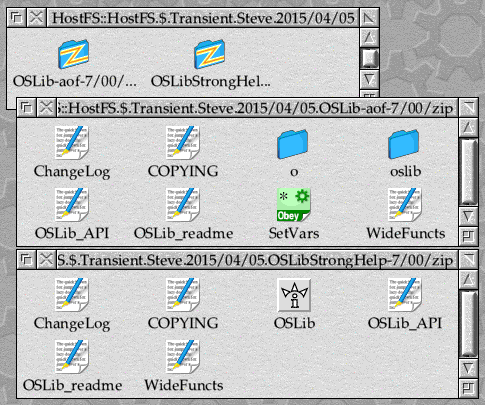 HostFS::HostFS.$.Transient.Steve.2015/04/05
OSLib-aof-7/00/... OSLibStrongHel...
s::HostFS.$.Transient.Steve.2015/04/05.OSLib-aof-7/00/zip
ChangeLog COPYING o oslib
Obey
OSLib_API OSLib_readme SetVars WideFuncts
S.$.Transient.Steve.2015/04/05.OSLibStrongHelp-7/00/zip
ChangeLog COPYING OSLib OSLib_API
OSLib_readme WideFuncts